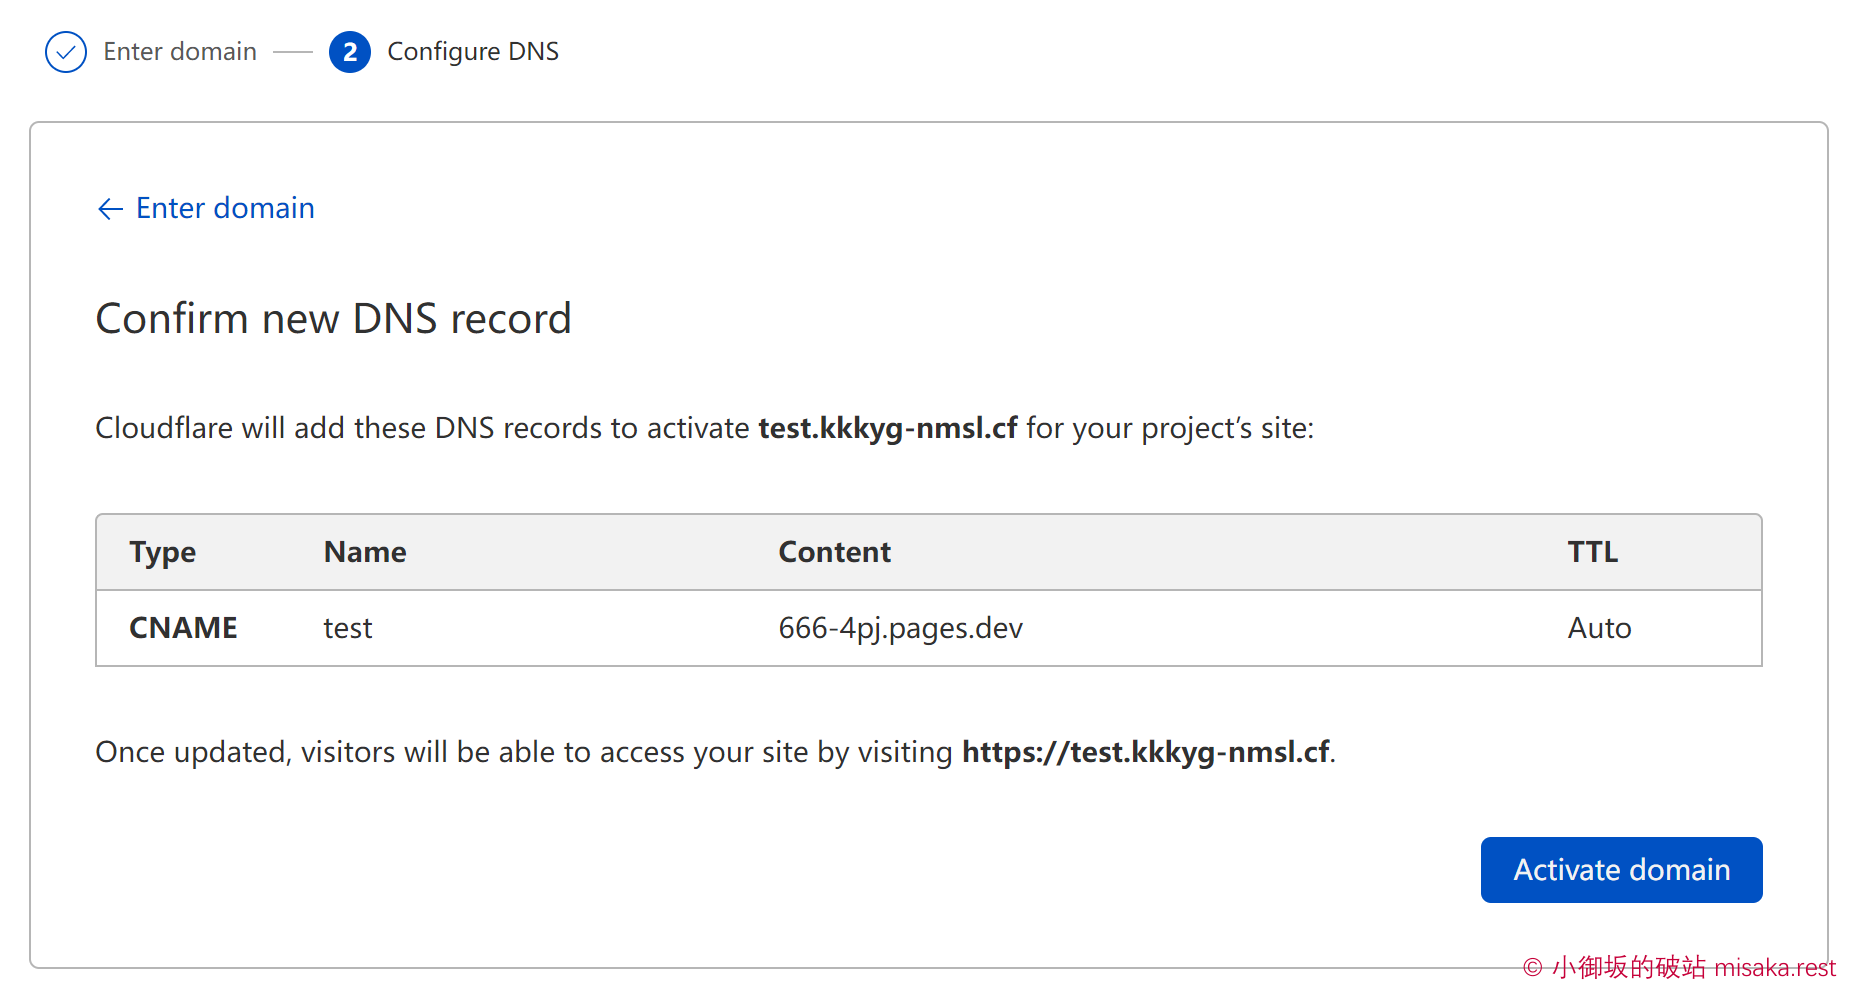 Enter domain
2 Configure DNS
← Enter domain
Confirm new DNS record
Cloudflare will add these DNS records to activate test.kkkyg-nmsl.cf for your project’s site:
Type Name Content TTL
CNAME test 666-4pj.pages.dev Auto
Once updated, visitors will be able to access your site by visiting https://test.kkkyg-nmsl.cf.
Activate domain
© 小御坂的破站 misaka.rest